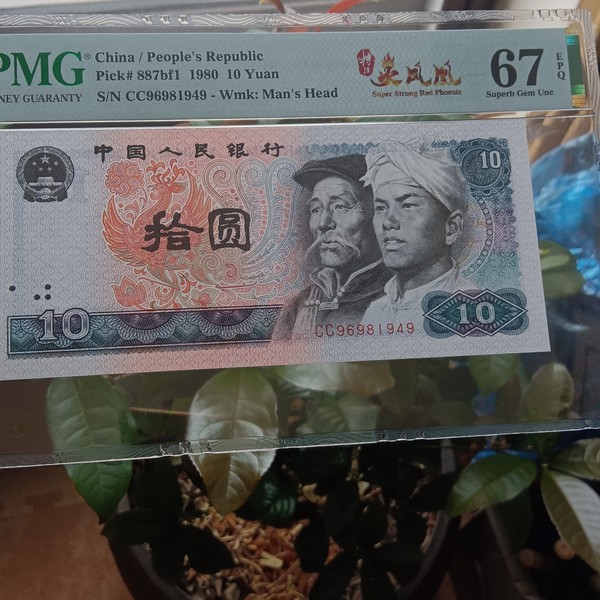 PMG®
NEY GUARANTY
China / People's Republic
Pick# 887bf1 1980 10 Yuan
S/N CC96981949 - Wmk: Man's Head
炎凤凰
Super Strong Red Phoenix
67
EPQ
Superb Gem Unc
中国人民银行
10
拾圆
10
CC96981949
10